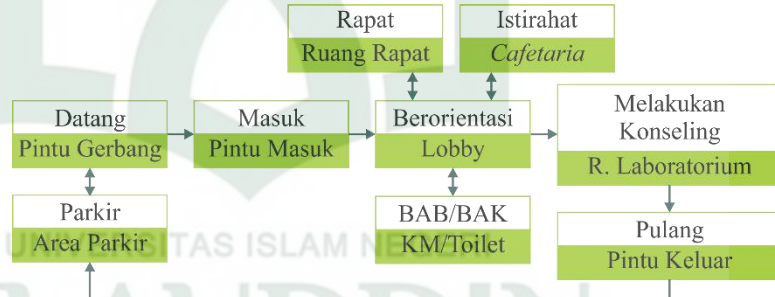 Rapat
Ruang Rapat
Istirahat
Cafetaria
Datang
Pintu Gerbang
Masuk
Pintu Masuk
Berorientasi
Lobby
Melakukan
Konseling
R. Laboratorium
Parkir
Area Parkir
BAB/BAK
KM/Toilet
Pulang
Pintu Keluar
UNIVERSITAS ISLAM NEGERI